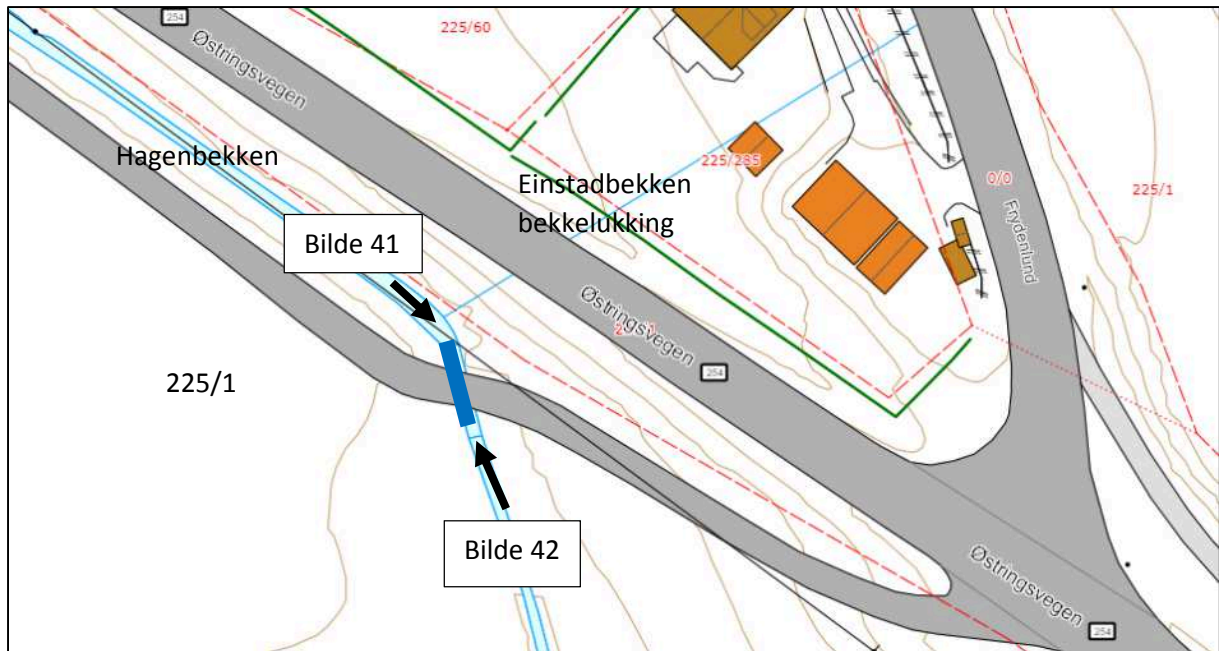 254
225/60
Østringsvegen
Hagenbekken
225/285
Einstadbekken
bekkelukking
0/0
225/1
Bilde 41
Frydenlund
Østringsvegen
254
225/1
Bilde 42
Østringsvegen
254